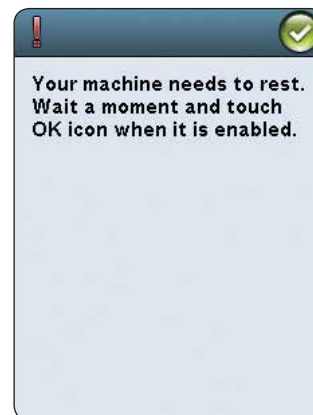 Your machine needs to rest.
Wait a moment and touch
OK icon when it is enabled.